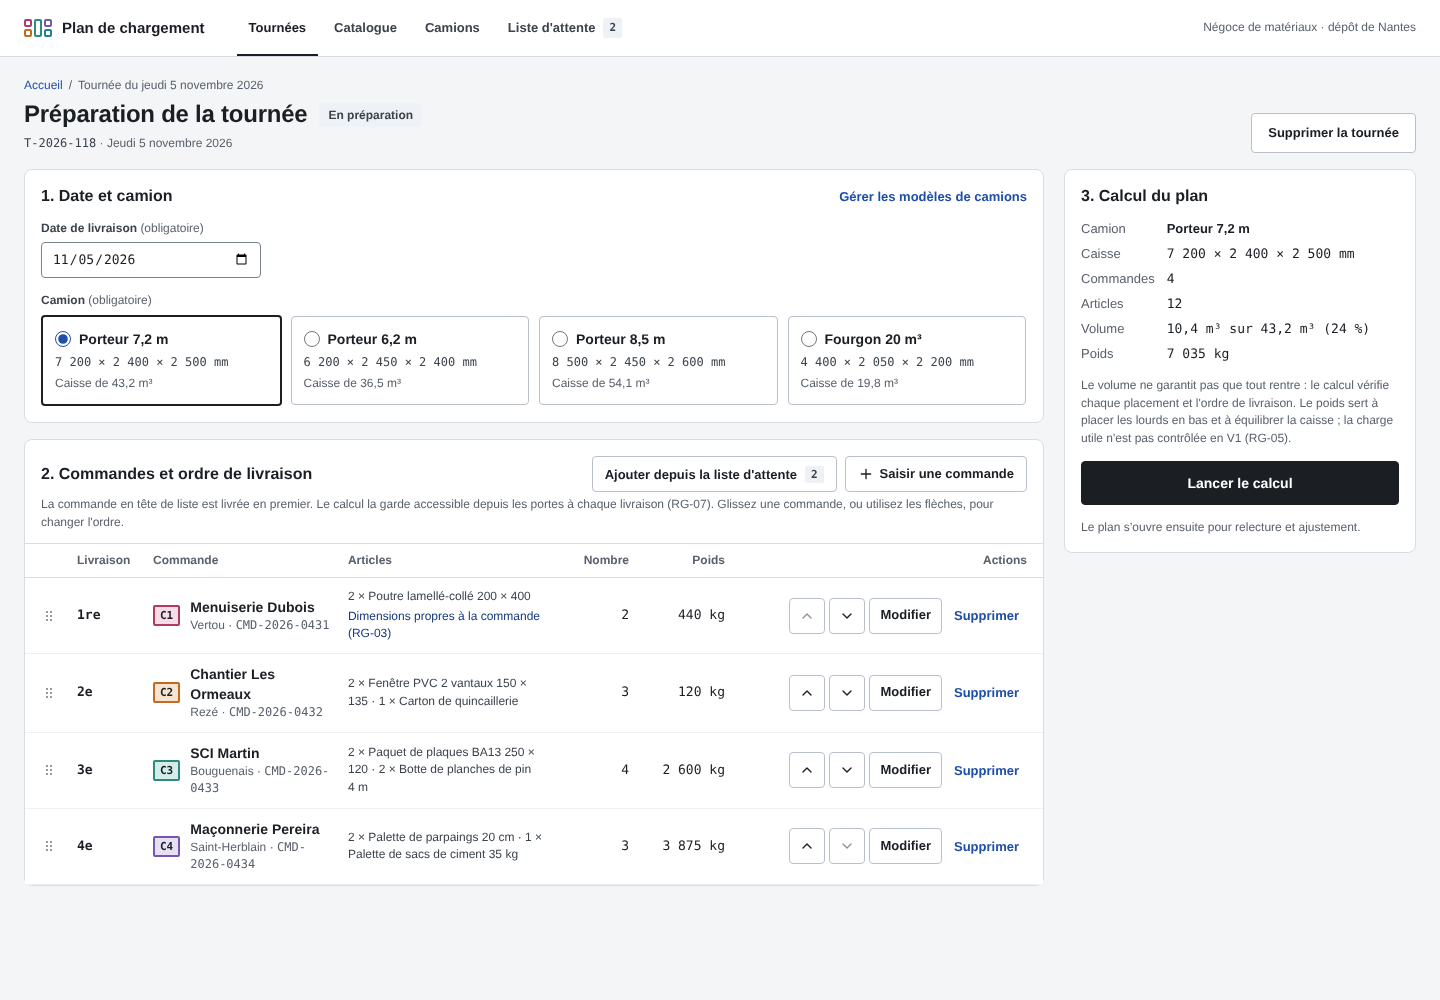 Plan de chargement
Tournées
Catalogue
Camions
Liste d'attente 2
Négoce de matériaux · dépôt de Nantes
Accueil / Tournée du jeudi 5 novembre 2026
Préparation de la tournée
En préparation
T-2026-118 · Jeudi 5 novembre 2026
Supprimer la tournée
1. Date et camion
Gérer les modèles de camions
Date de livraison (obligatoire)
11/05/2026
Camion (obligatoire)
Porteur 7,2 m
7 200 × 2 400 × 2 500 mm
Caisse de 43,2 m³
Porteur 6,2 m
6 200 × 2 450 × 2 400 mm
Caisse de 36,5 m³
Porteur 8,5 m
8 500 × 2 450 × 2 600 mm
Caisse de 54,1 m³
Fourgon 20 m³
4 400 × 2 050 × 2 200 mm
Caisse de 19,8 m³
2. Commandes et ordre de livraison
Ajouter depuis la liste d'attente 2
Saisir une commande
La commande en tête de liste est livrée en premier. Le calcul la garde accessible depuis les portes à chaque livraison (RG-07). Glissez une commande, ou utilisez les flèches, pour
changer l'ordre.
Livraison Commande Articles Nombre Poids Actions
1re
C1
Menuiserie Dubois
Vertou · CMD-2026-0431
2 × Poutre lamellé-collé 200 × 400
Dimensions propres à la commande
(RG-03)
2
440 kg
Modifier
Supprimer
2e
C2
Chantier Les
Ormeaux
Rezé · CMD-2026-0432
2 × Fenêtre PVC 2 vantaux 150 ×
135 · 1 × Carton de quincaillerie
3
120 kg
Modifier
Supprimer
3e
C3
SCI Martin
Bouguenais · CMD-2026-
0433
2 × Paquet de plaques BA13 250 ×
120 · 2 × Botte de planches de pin
4 m
4
2 600 kg
Modifier
Supprimer
4e
C4
Maçonnerie Pereira
Saint-Herblain · CMD-
2026-0434
2 × Palette de parpaings 20 cm · 1 ×
Palette de sacs de ciment 35 kg
3
3 875 kg
Modifier
Supprimer
3. Calcul du plan
Camion Porteur 7,2 m
Caisse 7 200 × 2 400 × 2 500 mm
Commandes 4
Articles 12
Volume 10,4 m³ sur 43,2 m³ (24 %)
Poids 7 035 kg
Le volume ne garantit pas que tout rentre : le calcul vérifie
chaque placement et l'ordre de livraison. Le poids sert à
placer les lourds en bas et à équilibrer la caisse ; la charge
utile n'est pas contrôlée en V1 (RG-05).
Lancer le calcul
Le plan s'ouvre ensuite pour relecture et ajustement.